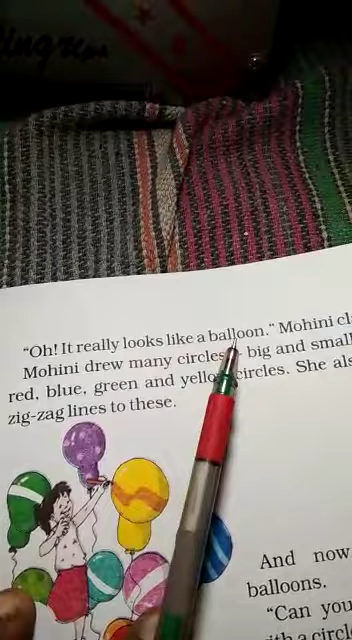 "Oh! It really looks like a balloon." Mohini
Mohini drew many circles big and small
red, blue, green and yellow circles. She
zig-zag lines to these.
And now
balloons.
"Can you